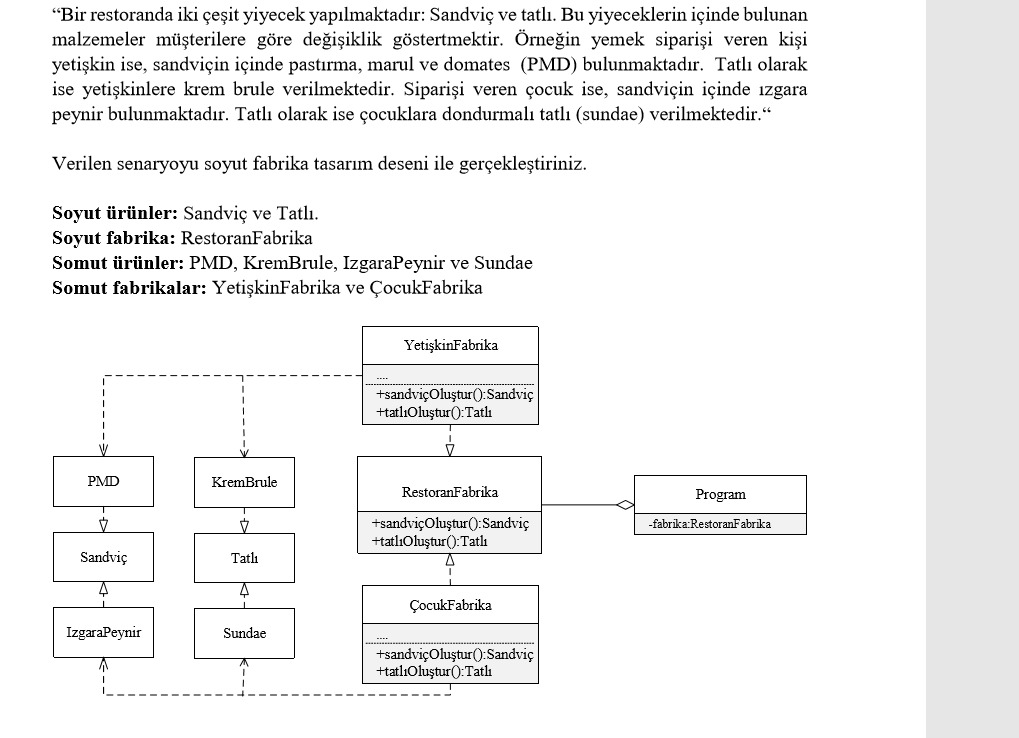 “Bir restoranda iki çeşit yiyecek yapılmaktadır: Sandviç ve tatlı. Bu yiyeceklerin içinde bulunan
malzemeler müşterilere göre değişiklik göstertmektir. Örneğin yemek siparişi veren kişi
yetişkin ise, sandviçin içinde pastırma, marul ve domates (PMD) bulunmaktadır. Tatlı olarak
ise yetişkinlere krem brule verilmektedir. Siparişi veren çocuk ise, sandviçin içinde ızgara
peynir bulunmaktadır. Tatlı olarak ise çocuklara dondurmalı tatlı (sundae) verilmektedir.“
Verilen senaryoyu soyut fabrika tasarım deseni ile gerçekleştiriniz.
Soyut ürünler: Sandviç ve Tatlı.
Soyut fabrika: RestoranFabrika
Somut ürünler: PMD, KremBrule, IzgaraPeynir ve Sundae
Somut fabrikalar: YetişkinFabrika ve ÇocukFabrika
YetişkinFabrika
....
+sandviçOluştur():Sandviç
+tatlıOluştur():Tatlı
PMD
KremBrule
RestoranFabrika
+sandviçOluştur():Sandviç
+tatlıOluştur():Tatlı
Program
-fabrika:RestoranFabrika
Sandviç
Tatlı
IzgaraPeynir
Sundae
ÇocukFabrika
....
+sandviçOluştur():Sandviç
+tatlıOluştur():Tatlı